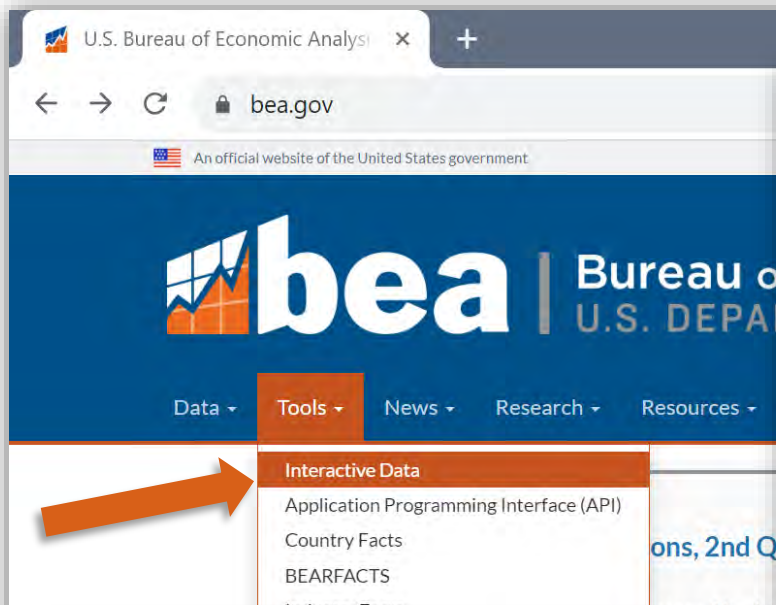 U.S. Bureau of Economic Analys
bea.gov
An official website of the United States government
bea | Bureau o
U.S. DEPA
Data Tools News Research Resources
Interactive Data
Application Programming Interface (API)
Country Facts
ons, 2nd Q
BEARFACTS